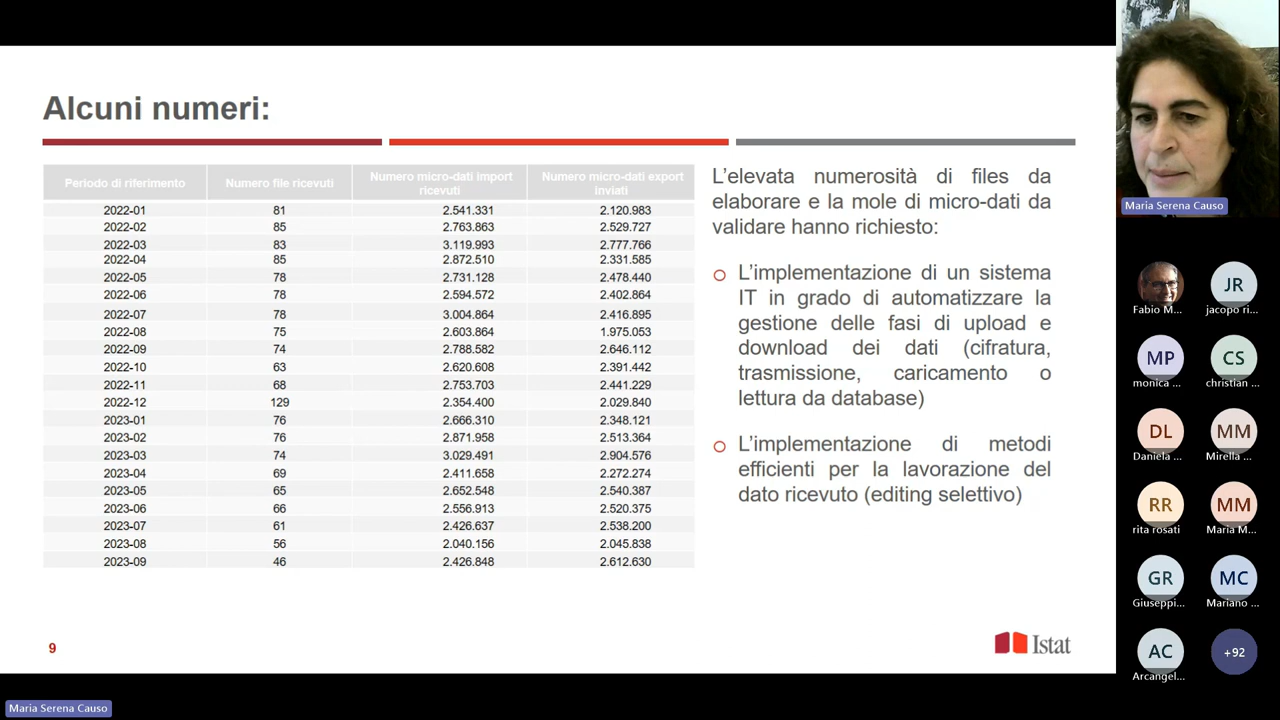 Alcuni numeri:
Periodo di riferimento Numero file ricevuti Numero micro-dati import ricevuti Numero micro-dati export inviati
2022-01 81 2.541.331 2.120.983
2022-02 85 2.763.863 2.529.727
2022-03 83 3.119.993 2.777.766
2022-04 85 2.872.510 2.331.585
2022-05 78 2.731.128 2.478.440
2022-06 78 2.594.572 2.402.864
2022-07 78 3.004.864 2.416.895
2022-08 75 2.603.864 1.975.053
2022-09 74 2.788.582 2.646.112
2022-10 63 2.620.608 2.391.442
2022-11 68 2.753.703 2.441.229
2022-12 129 2.354.400 2.029.840
2023-01 76 2.666.310 2.348.121
2023-02 76 2.871.958 2.513.364
2023-03 74 3.029.491 2.904.576
2023-04 69 2.411.658 2.272.274
2023-05 65 2.652.548 2.540.387
2023-06 66 2.556.913 2.520.375
2023-07 61 2.426.637 2.538.200
2023-08 56 2.040.156 2.045.838
2023-09 46 2.426.848 2.612.630
L'elevata numerosità di files da
elaborare e la mole di micro-dati da
validare hanno richiesto:
L'implementazione di un sistema
IT in grado di automatizzare la
gestione delle fasi di upload e
download dei dati (cifratura,
trasmissione, caricamento o
lettura da database)
L'implementazione di metodi
efficienti per la lavorazione del
dato ricevuto (editing selettivo)
9
Istat
Maria Serena Causo
Fabio M...
JR
jacopo ri...
MP
monica ...
CS
christian ...
DL
Daniela ...
MM
Mirella ...
RR
rita rosati
MM
Maria M...
GR
Giuseppi...
MC
Mariano ...
AC
Arcangel...
+92
Maria Serena Causo